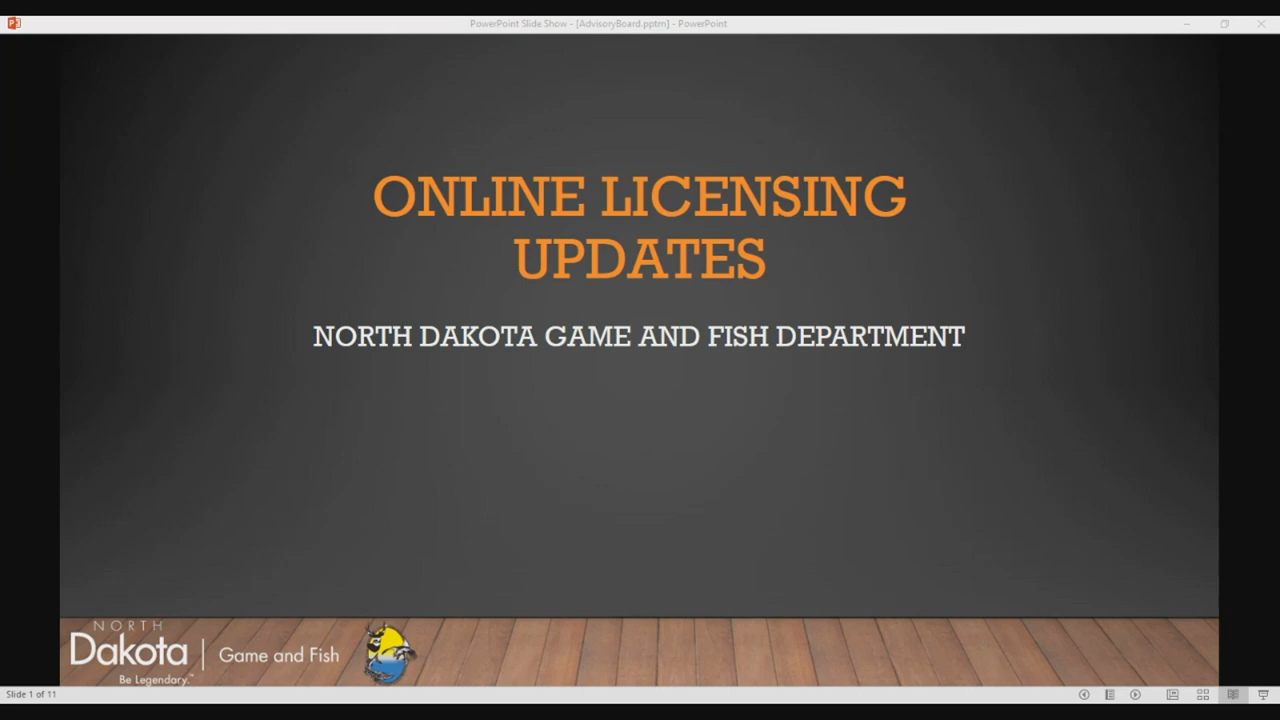 PowerPoint Slide Show - [AdvisoryBoard.pptm] - PowerPoint
ONLINE LICENSING
UPDATES
NORTH DAKOTA GAME AND FISH DEPARTMENT
NORTH
Dakota
Game and Fish
Be Legendary.™
Slide 1 of 11